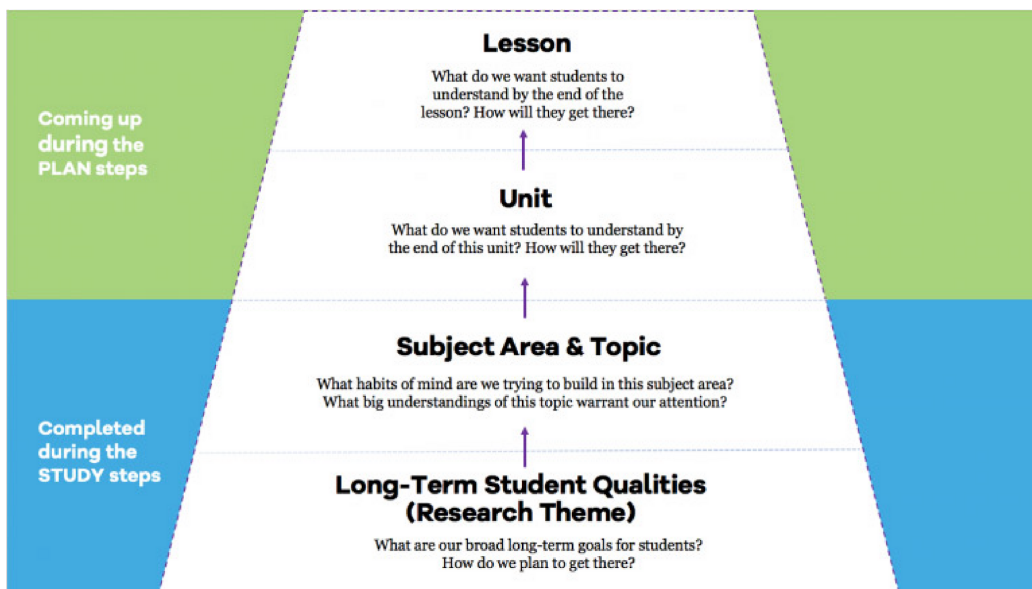 Lesson
What do we want students to
understand by the end of the
lesson? How will they get there?
Coming up
during the
PLAN steps
Unit
What do we want students to understand by
the end of this unit? How will they get there?
Subject Area & Topic
What habits of mind are we trying to build in this subject area?
What big understandings of this topic warrant our attention?
Completed
during the
STUDY steps
Long-Term Student Qualities
(Research Theme)
What are our broad long-term goals for students?
How do we plan to get there?